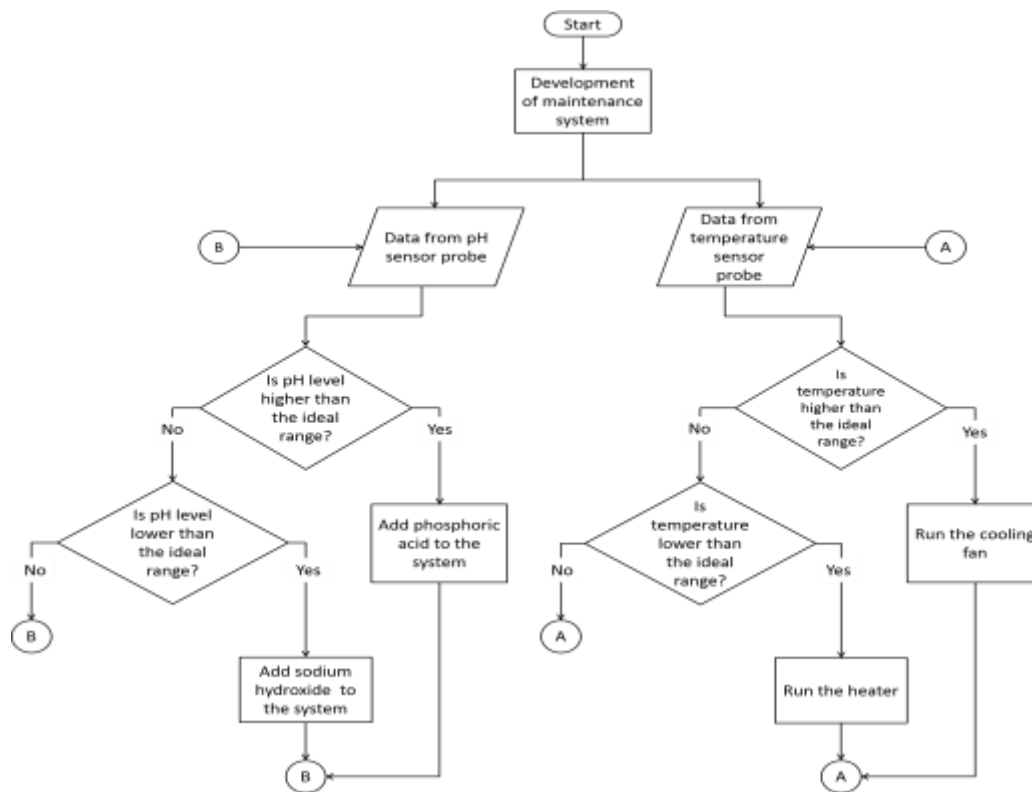 Start
Development
of maintenance
system
B
Data from pH
sensor probe
Data from
temperature
sensor
probe
A
Is pH level
higher than
the ideal
range?
No
Yes
Is
temperature
higher than
the ideal
range?
No
Yes
Is pH level
lower than
the ideal
range?
No
Yes
Add phosphoric
acid to the
system
Is
temperature
lower than
the ideal
range?
No
Yes
Run the cooling
fan
B
A
Add sodium
hydroxide to
the system
Run the heater
B
A